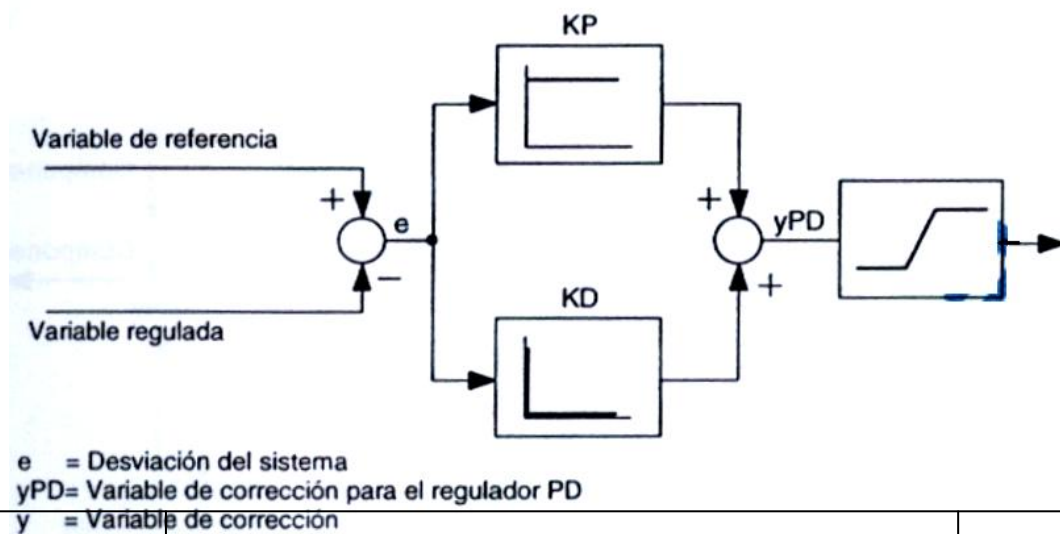 KP
Variable de referencia
+
e
−
Variable regulada
KD
+
yPD
+
e = Desviación del sistema
yPD= Variable de corrección para el regulador PD
y = Variable de corrección